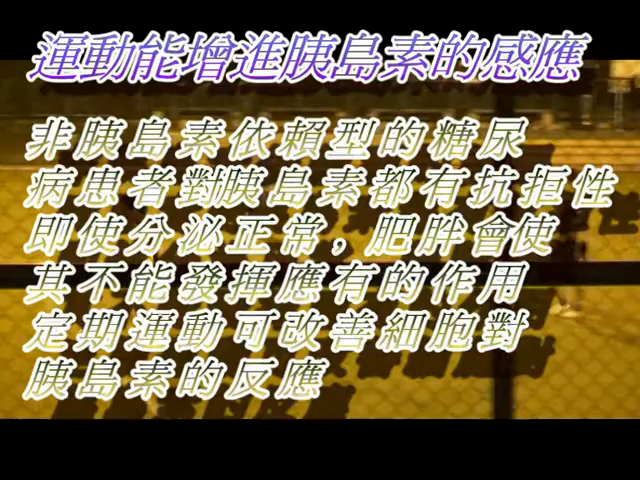 運動能增進胰島素的感應
非胰島素依賴型的糖尿
病患者對胰島素都有抗拒性
即使分泌正常，肥胖會使
其不能發揮應有的作用
定期運動可改善細胞對
胰島素的反應